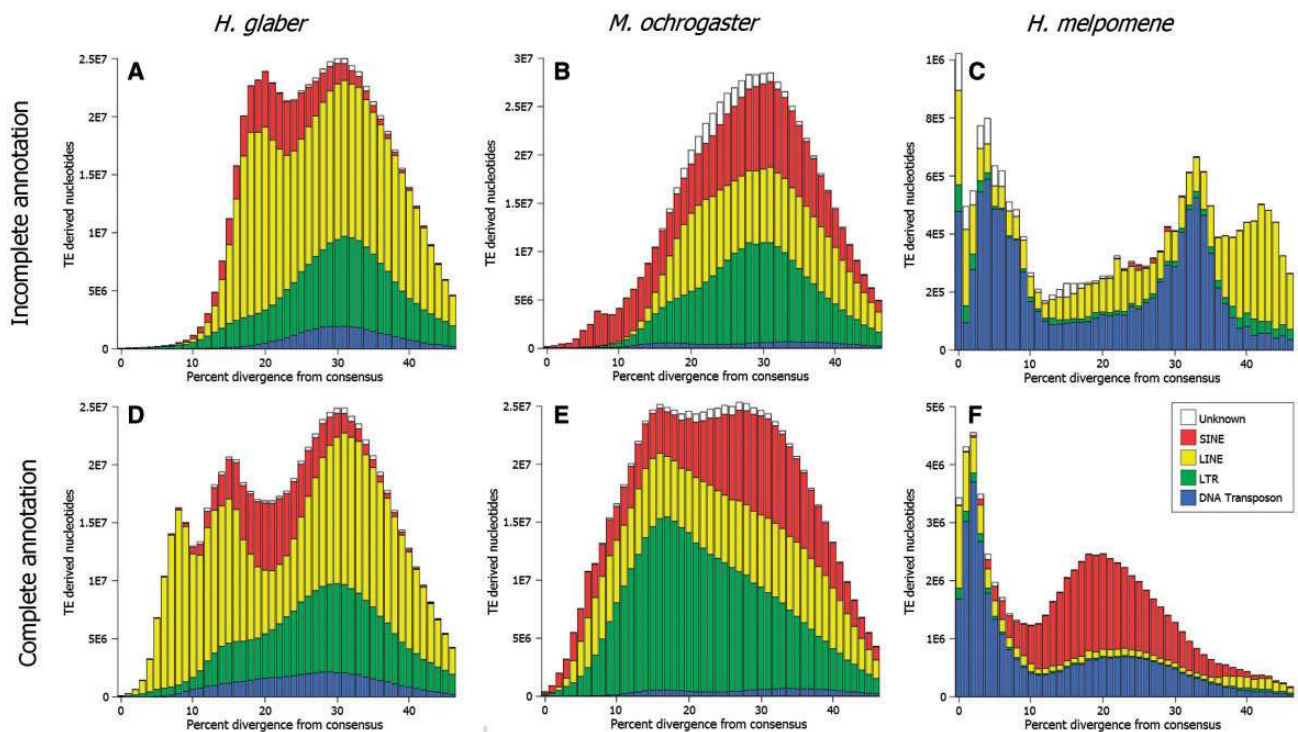 H. glaber
M. ochrogaster
H. melpomene
Incomplete annotation
A
TE derived nucleotides
2.5E7
2E7
1.5E7
1E7
5E6
0
0 10 20 30 40
Percent divergence from consensus
B
TE derived nucleotides
3E7
2.5E7
2E7
1.5E7
1E7
5E6
0
0 10 20 30 40
Percent divergence from consensus
C
TE derived nucleotides
1E6
8E5
6E5
4E5
2E5
0
0 10 20 30 40
Percent divergence from consensus
Complete annotation
D
TE derived nucleotides
2.5E7
2E7
1.5E7
1E7
5E6
0
0 10 20 30 40
Percent divergence from consensus
E
TE derived nucleotides
2.5E7
2E7
1.5E7
1E7
5E6
0
0 10 20 30 40
Percent divergence from consensus
F
TE derived nucleotides
5E6
4E6
3E6
2E6
1E6
0
0 10 20 30 40
Percent divergence from consensus
Unknown
SINE
LINE
LTR
DNA Transposon